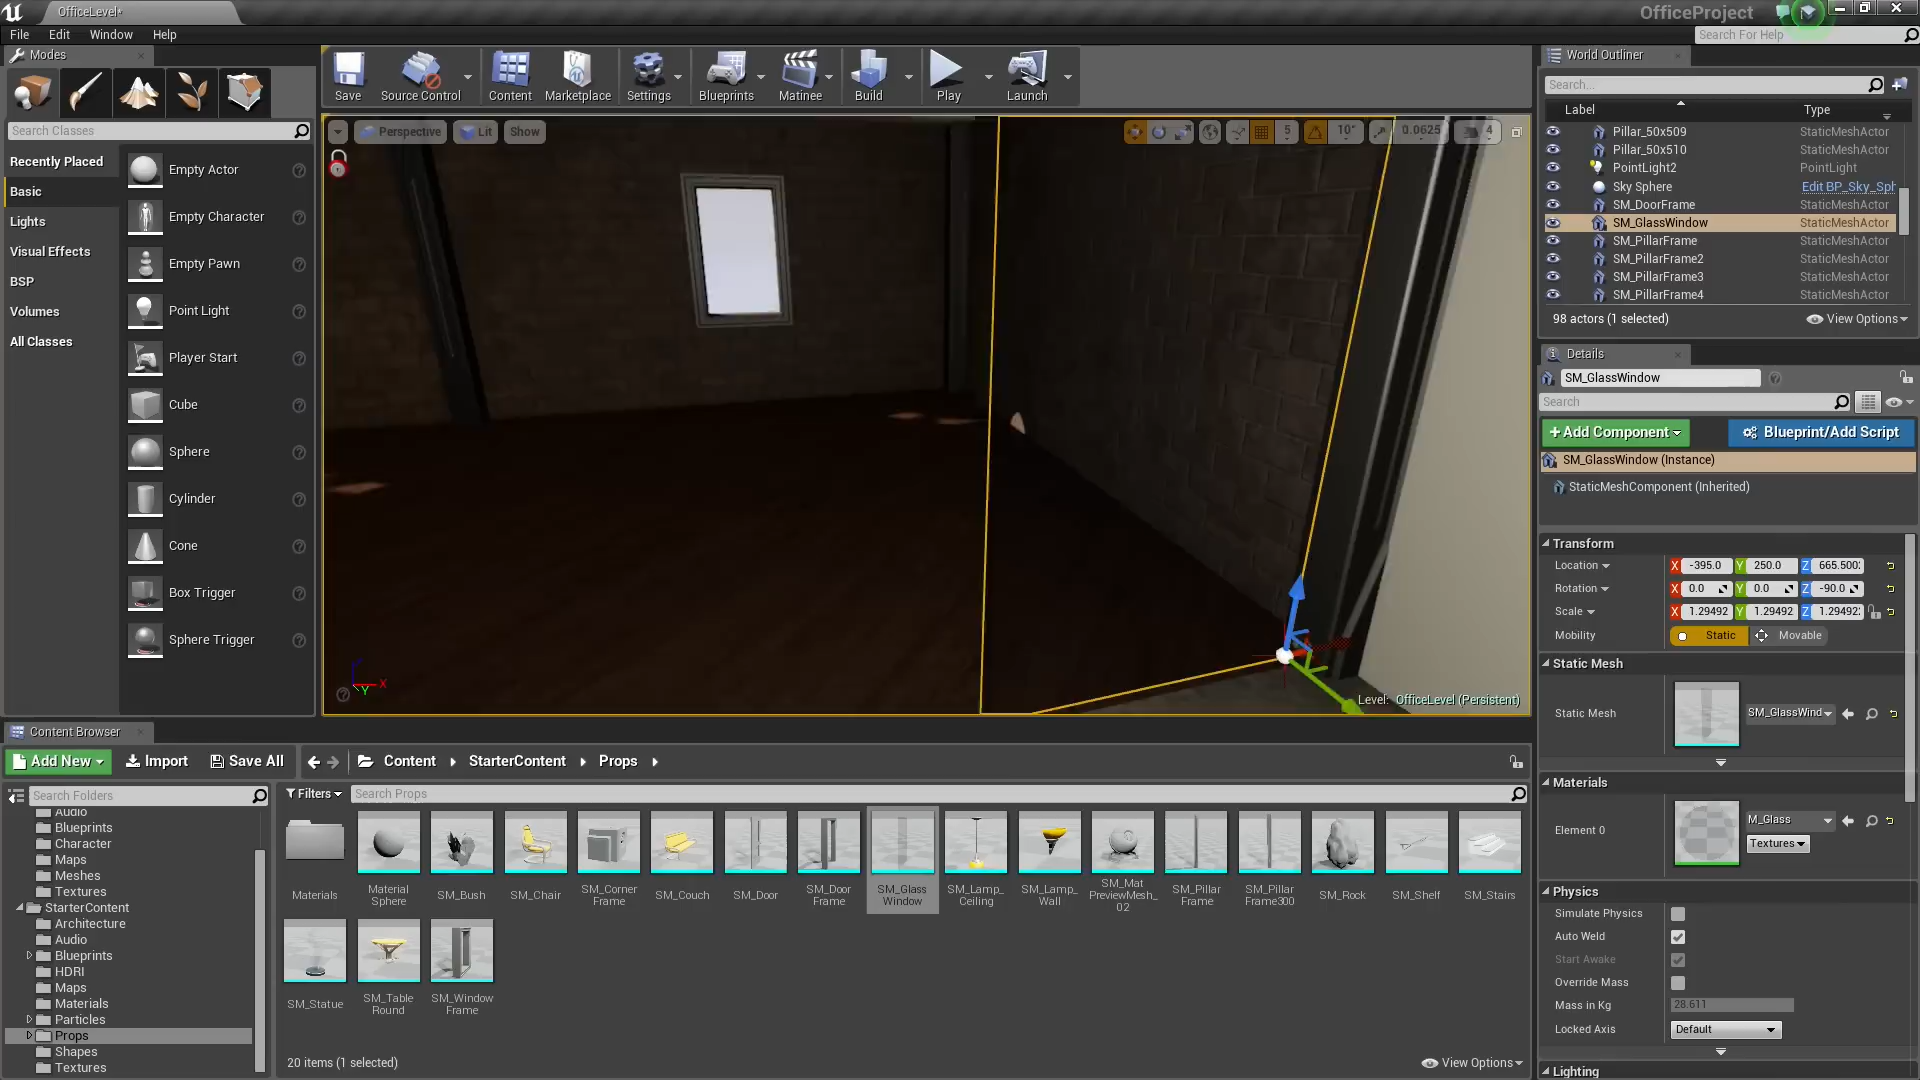 OfficeLevel*
OfficeProject
File Edit Window Help
Search For Help
Modes
Search Classes
Recently Placed
Basic
Lights
Visual Effects
BSP
Volumes
All Classes
Empty Actor
Empty Character
Empty Pawn
Point Light
Player Start
Cube
Sphere
Cylinder
Cone
Box Trigger
Sphere Trigger
Save
Source Control
Content
Marketplace
Settings
Blueprints
Matinee
Build
Play
Launch
Perspective
Lit
Show
5
10°
0.0625
4
X
Y
Level: OfficeLevel (Persistent)
World Outliner
Search...
Label Type
Pillar_50x509 StaticMeshActor
Pillar_50x510 StaticMeshActor
PointLight2 PointLight
Sky Sphere Edit BP_Sky_Sph
SM_DoorFrame StaticMeshActor
SM_GlassWindow StaticMeshActor
SM_PillarFrame StaticMeshActor
SM_PillarFrame2 StaticMeshActor
SM_PillarFrame3 StaticMeshActor
SM_PillarFrame4 StaticMeshActor
98 actors (1 selected)
View Options
Details
SM_GlassWindow
Search
+Add Component
Blueprint/Add Script
SM_GlassWindow (Instance)
StaticMeshComponent (Inherited)
Transform
Location X -395.0 Y 250.0 Z 665.500
Rotation X 0.0 Y 0.0 Z -90.0
Scale X 1.29492 Y 1.29492 Z 1.29492
Mobility Static Movable
Static Mesh
Static Mesh SM_GlassWind
Materials
Element 0 M_Glass
Textures
Physics
Simulate Physics
Auto Weld
Start Awake
Override Mass
Mass in Kg 28.611
Locked Axis Default
Lighting
Content Browser
Add New Import Save All
Content StarterContent Props
Search Folders
Filters
Search Props
Audio
Blueprints
Character
Maps
Meshes
Textures
StarterContent
Architecture
Audio
Blueprints
HDRI
Maps
Materials
Particles
Props
Shapes
Textures
Materials
Material
Sphere
SM_Bush
SM_Chair
SM_Corner
Frame
SM_Couch
SM_Door
SM_Door
Frame
SM_Glass
Window
SM_Lamp_
Ceiling
SM_Lamp_
Wall
SM_Mat
PreviewMesh_
02
SM_Pillar
Frame
SM_Pillar
Frame300
SM_Rock
SM_Shelf
SM_Stairs
SM_Statue
SM_Table
Round
SM_Window
Frame
20 items (1 selected)
View Options